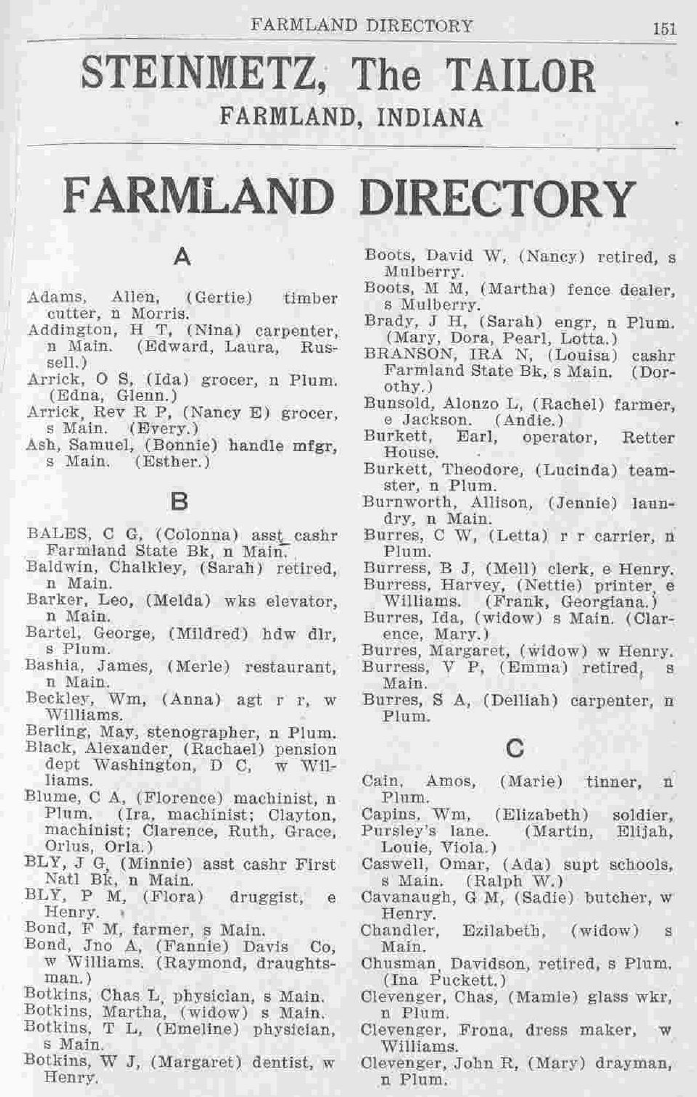 FARMLAND DIRECTORY 151
STEINMETZ, The TAILOR
FARMLAND, INDIANA
FARMLAND DIRECTORY
A
Adams, Allen, (Gertie) timber
cutter, n Morris.
Addington, H T, (Nina) carpenter,
n Main. (Edward, Laura, Rus-
sell.)
Arrick, O S, (Ida) grocer, n Plum.
(Edna, Glenn.)
Arrick, Rev R P, (Nancy E) grocer,
s Main. (Every.)
Ash, Samuel, (Bonnie) handle mfgr,
s Main. (Esther.)
B
BALES, C G, (Colonna) asst cashr
Farmland State Bk, n Main.
Baldwin, Chalkley, (Sarah) retired,
n Main.
Barker, Leo, (Melda) wks elevator,
n Main.
Bartel, George, (Mildred) hdw dlr,
s Plum.
Bashia, James, (Merle) restaurant,
n Main.
Beckley, Wm, (Anna) agt r r, w
Williams.
Berling, May, stenographer, n Plum.
Black, Alexander, (Rachael) pension
dept Washington, D C, w Wil-
liams.
Blume, C A, (Florence) machinist, n
Plum. (Ira, machinist; Clayton,
machinist; Clarence, Ruth, Grace,
Orlus, Orla.)
BLY, J G, (Minnie) asst cashr First
Natl Bk, n Main.
BLY, P M, (Flora) druggist, e
Henry.
Bond, F M, farmer, s Main.
Bond, Jno A, (Fannie) Davis Co,
w Williams. (Raymond, draughts-
man.)
Botkins, Chas L, physician, s Main.
Botkins, Martha, (widow) s Main.
Botkins, T L, (Emeline) physician,
s Main.
Botkins, W J, (Margaret) dentist, w
Henry.
Boots, David W, (Nancy) retired, s
Mulberry.
Boots, M M, (Martha) fence dealer,
s Mulberry.
Brady, J H, (Sarah) engr, n Plum.
(Mary, Dora, Pearl, Lotta.)
BRANSON, IRA N, (Louisa) cashr
Farmland State Bk, s Main. (Dor-
othy.)
Bunsold, Alonzo L, (Rachel) farmer,
e Jackson. (Andie.)
Burkett, Earl, operator, Retter
House.
Burkett, Theodore, (Lucinda) team-
ster, n Plum.
Burnworth, Allison, (Jennie) laun-
dry, n Main.
Burres, C W, (Letta) r r carrier, n
Plum.
Burress, B J, (Mell) clerk, e Henry.
Burress, Harvey, (Nettie) printer, e
Williams. (Frank, Georgiana.)
Burres, Ida, (widow) s Main. (Clar-
ence, Mary.)
Burres, Margaret, (widow) w Henry.
Burress, V P, (Emma) retired, s
Main.
Burres, S A, (Delliah) carpenter, n
Plum.
C
Cain, Amos, (Marie) tinner, n
Plum.
Capins, Wm, (Elizabeth) soldier,
Pursley's lane. (Martin, Elijah,
Louie, Viola.)
Caswell, Omar, (Ada) supt schools,
s Main. (Ralph W.)
Cavanaugh, G M, (Sadie) butcher, w
Henry.
Chandler, Ezilabeth, (widow) s
Main.
Chusman, Davidson, retired, s Plum.
(Ina Puckett.)
Clevenger, Chas, (Mamie) glass wkr,
n Plum.
Clevenger, Frona, dress maker, w
Williams.
Clevenger, John R, (Mary) drayman,
n Plum.